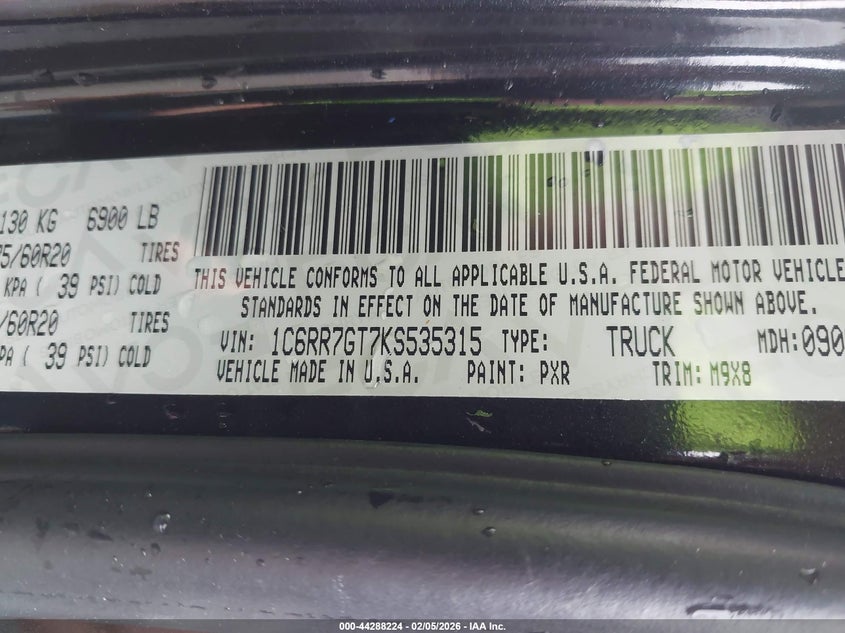 130 KG 6900 LB
5/60R20 TIRES
KPA ( 39 PSI) COLD
/60R20 TIRES
PA ( 39 PSI) COLD
THIS VEHICLE CONFORMS TO ALL APPLICABLE U.S.A. FEDERAL MOTOR VEHICLE
STANDARDS IN EFFECT ON THE DATE OF MANUFACTURE SHOWN ABOVE.
VIN: 1C6RR7GT7KS535315 TYPE: TRUCK MDH:090
VEHICLE MADE IN U.S.A. PAINT: PXR TRIM: M9X8
000-44288224 - 02/05/2026 - IAA Inc.